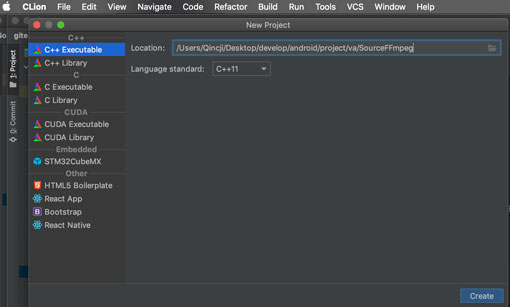 CLion File Edit View Navigate Code Refactor Build Run Tools VCS Window Help
New Project
C++
C++ Executable
C++ Library
C
C Executable
C Library
CUDA
CUDA Executable
CUDA Library
Embedded
STM32CubeMX
Other
HTML5 Boilerplate
React App
Bootstrap
React Native
Location: /Users/Qincji/Desktop/develop/android/project/va/SourceFFmpeg
Language standard: C++11
Create
gite
1: Project
0: Commit